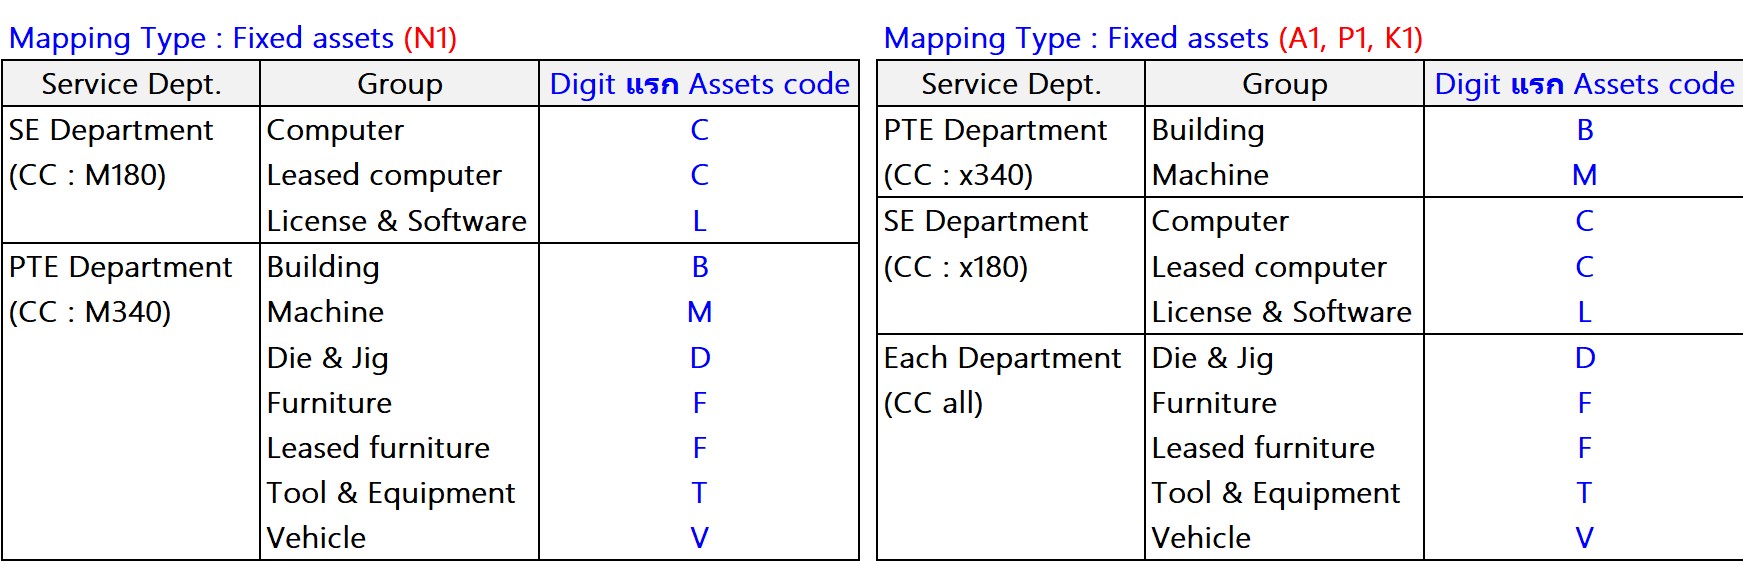 Mapping Type : Fixed assets (N1)
Service Dept. Group Digit แรก Assets code
SE Department Computer C
(CC : M180) Leased computer C
License & Software L
PTE Department Building B
(CC : M340) Machine M
Die & Jig D
Furniture F
Leased furniture F
Tool & Equipment T
Vehicle V
Mapping Type : Fixed assets (A1, P1, K1)
Service Dept. Group Digit แรก Assets code
PTE Department Building B
(CC : x340) Machine M
SE Department Computer C
(CC : x180) Leased computer C
License & Software L
Each Department Die & Jig D
(CC all) Furniture F
Leased furniture F
Tool & Equipment T
Vehicle V